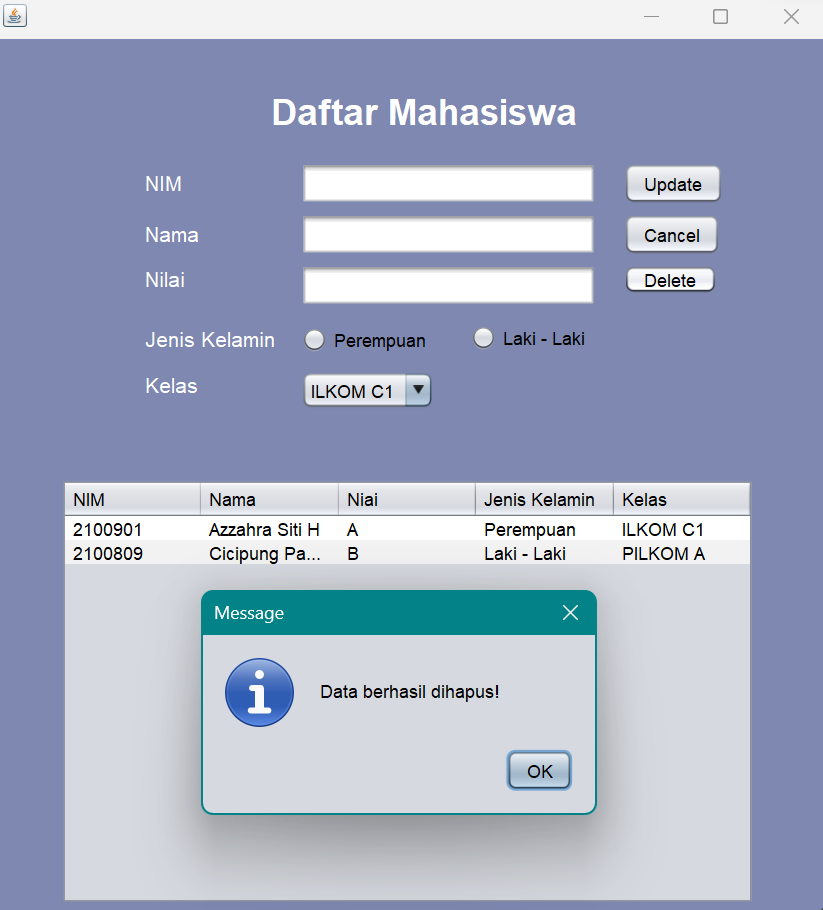 Daftar Mahasiswa
NIM
Update
Nama
Cancel
Nilai
Delete
Jenis Kelamin Perempuan Laki - Laki
Kelas ILKOM C1
NIM Nama Niai Jenis Kelamin Kelas
2100901 Azzahra Siti H A Perempuan ILKOM C1
2100809 Cicipung Pa... B Laki - Laki PILKOM A
Message
Data berhasil dihapus!
OK